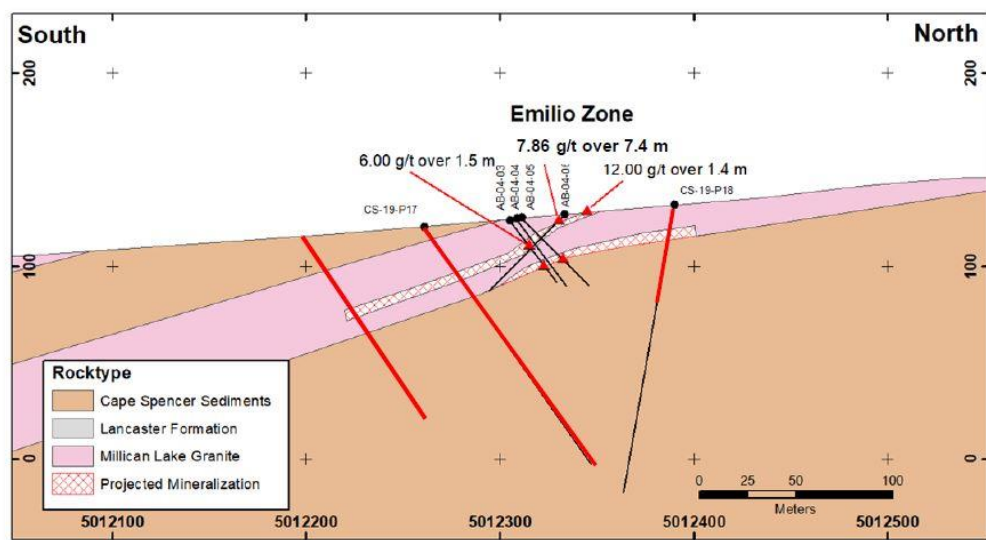 South
North
200
200
Emilio Zone
7.86 g/t over 7.4 m
6.00 g/t over 1.5 m
12.00 g/t over 1.4 m
AB-04-03
AB-04-04
AB-04-05
CS-19-P17
CS-19-P18
100
100
Rocktype
Cape Spencer Sediments
Lancaster Formation
Millican Lake Granite
Projected Mineralization
0
0
0 25 50 100
Meters
5012100 5012200 5012300 5012400 5012500